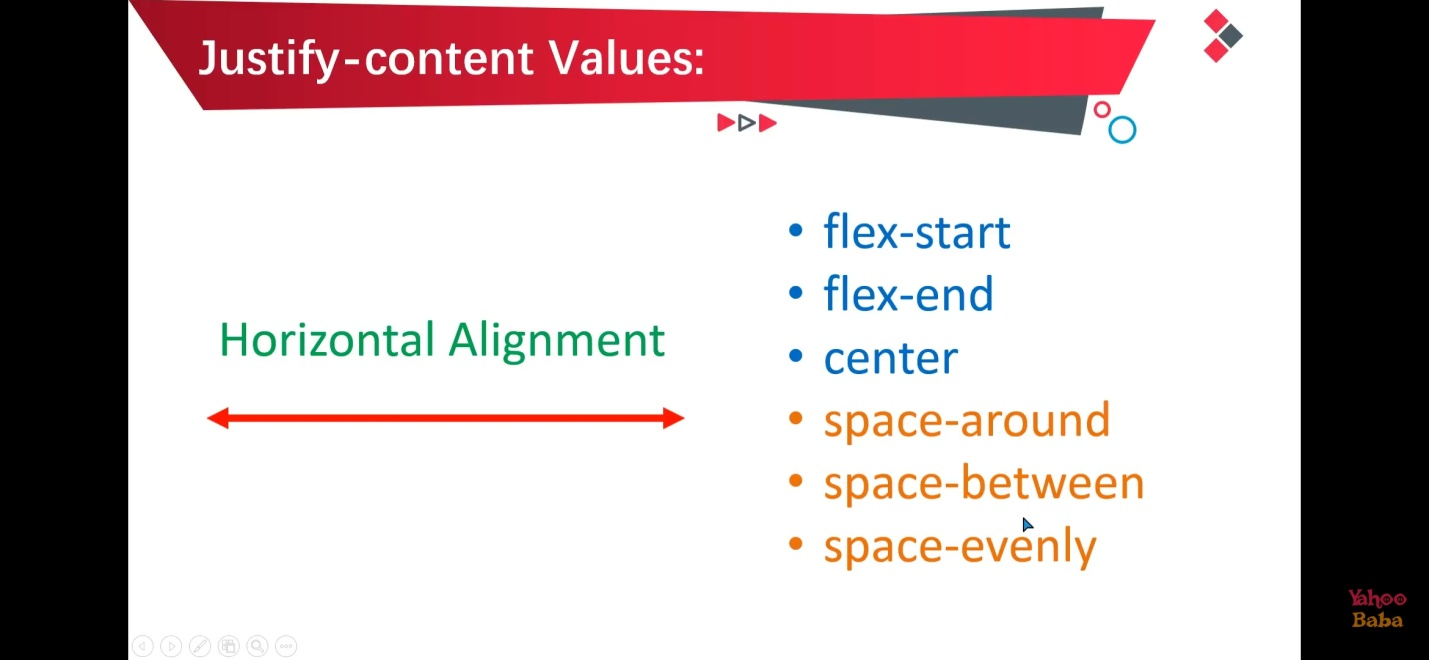 Justify-content Values:
Horizontal Alignment
• flex-start
• flex-end
• center
• space-around
• space-between
• space-evenly
Yahoo
Baba